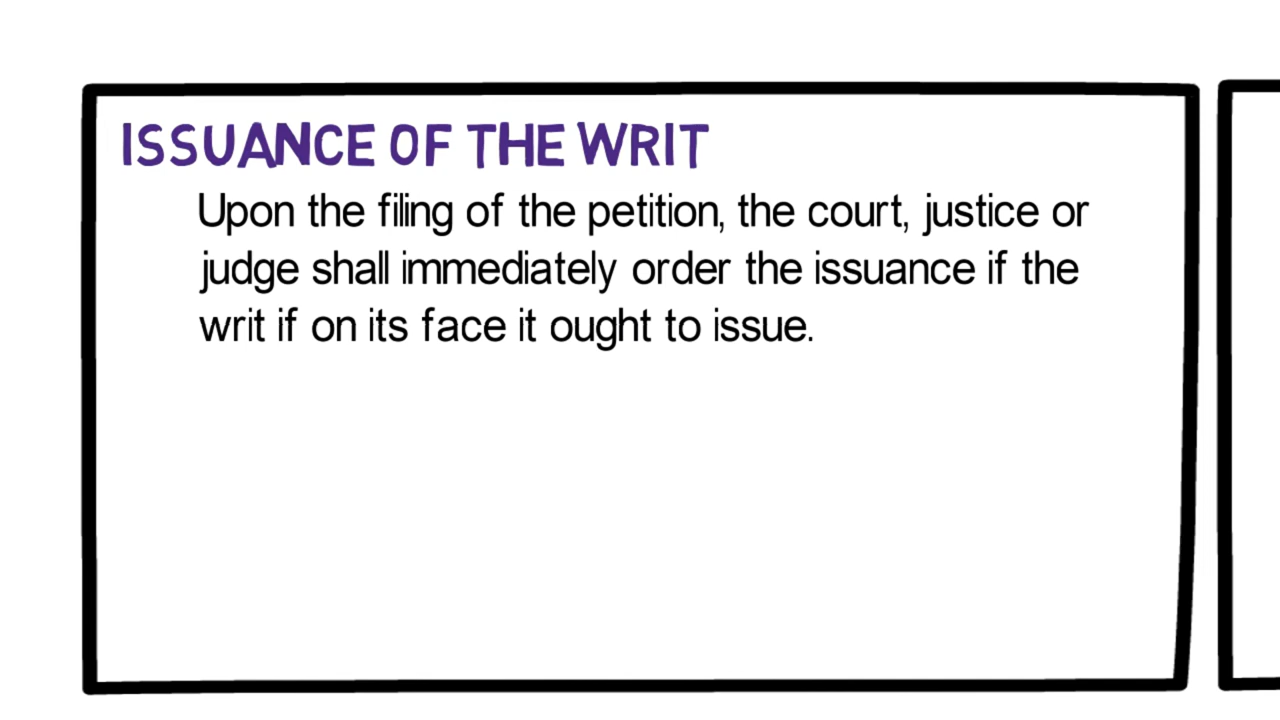 ISSUANCE OF THE WRIT
Upon the filing of the petition, the court, justice or
judge shall immediately order the issuance if the
writ if on its face it ought to issue.